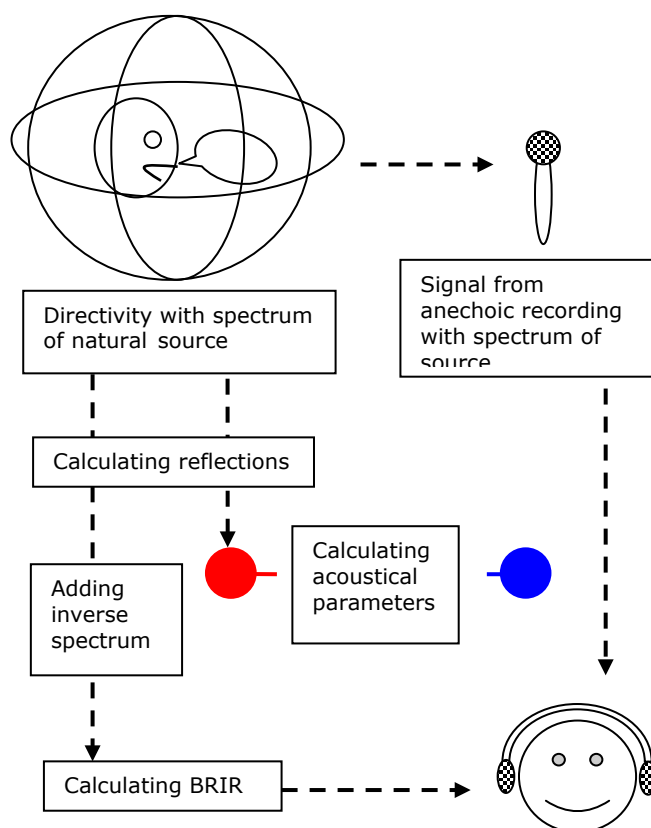 Directivity with spectrum
of natural source
Signal from
anechoic recording
with spectrum of
source
Calculating reflections
Calculating
acoustical
parameters
Adding
inverse
spectrum
Calculating BRIR